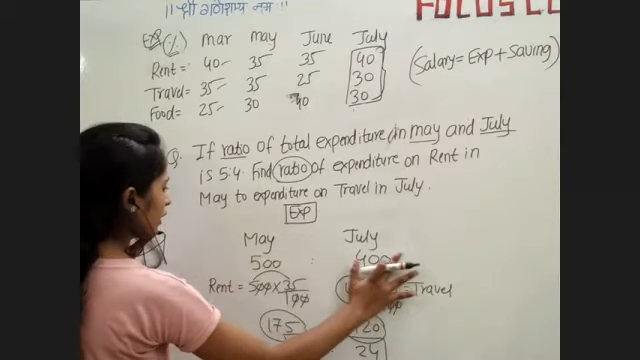 ।। श्री गणेशाय नमः ।।
FOCUS
Exp (%) Mar May June July
Rent = 40 35 35 40
Travel = 35 35 25 30
Food = 25 30 40 30
(Salary = Exp + Saving)
Q. If ratio of total expenditure in may and July
is 5:4. Find ratio of expenditure on Rent in
May to expenditure on Travel in July.
EXP
May July
500 : 400
Rent = 500 × 35/100 = Travel
175 120
24